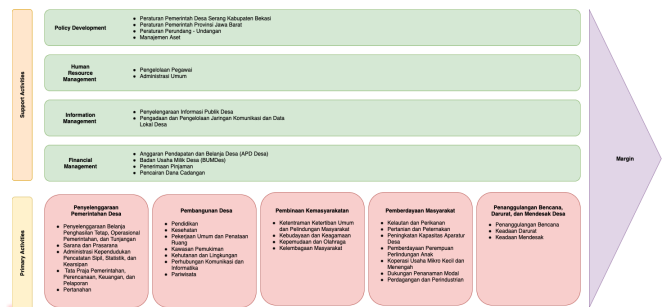 Support Activities
Policy Development
• Peraturan Pemerintah Desa Serang Kabupaten Bekasi
• Peraturan Pemerintah Provinsi Jawa Barat
• Peraturan Perundang - Undangan
• Manajemen Aset
Human
Resource
Management
• Pengelolaan Pegawai
• Administrasi Umum
Information
Management
• Penyelengaraan Informasi Publik Desa
• Pengadaan dan Pengelolaan Jaringan Komunikasi dan Data
Lokal Desa
Financial
Management
• Anggaran Pendapatan dan Belanja Desa (APD Desa)
• Badan Usaha Milik Desa (BUMDes)
• Penerimaan Pinjaman
• Pencairan Dana Cadangan
Margin
Primary Activities
Penyelenggaraan
Pemerintahan Desa
• Penyelenggaraan Belanja
Penghasilan Tetap, Operasional
Pemerintahan, dan Tunjangan
• Sarana dan Prasarana
• Administrasi Kependudukan
Pencatatan Sipil, Statistik, dan
Kearsipan
• Tata Praja Pemerintahan,
Perencanaan, Keuangan, dan
Pelaporan
• Pertanahan
Pembangunan Desa
• Pendidikan
• Kesehatan
• Pekerjaan Umum dan Penataan
Ruang
• Kawasan Pemukiman
• Kehutanan dan Lingkungan
• Perhubungan Komunikasi dan
Informatika
• Pariwisata
Pembinaan Kemasyarakatan
• Ketentraman Ketertiban Umum
dan Pelindungan Masyarakat
• Kebudayaan dan Keagamaan
• Kepemudaan dan Olahraga
• Kelembagaan Masyarakat
Pemberdayaan Masyarakat
• Kelautan dan Perikanan
• Pertanian dan Peternakan
• Peningkatan Kapasitas Aparatur
Desa
• Pemberdayaan Perempuan
Perlindungan Anak
• Koperasi Usaha Mikro Kecil dan
Menengah
• Dukungan Penanaman Modal
• Perdagangan dan Perindustrian
Penanggulangan Bencana,
Darurat, dan Mendesak Desa
• Penanggulangan Bencana
• Keadaan Darurat
• Keadaan Mendesak